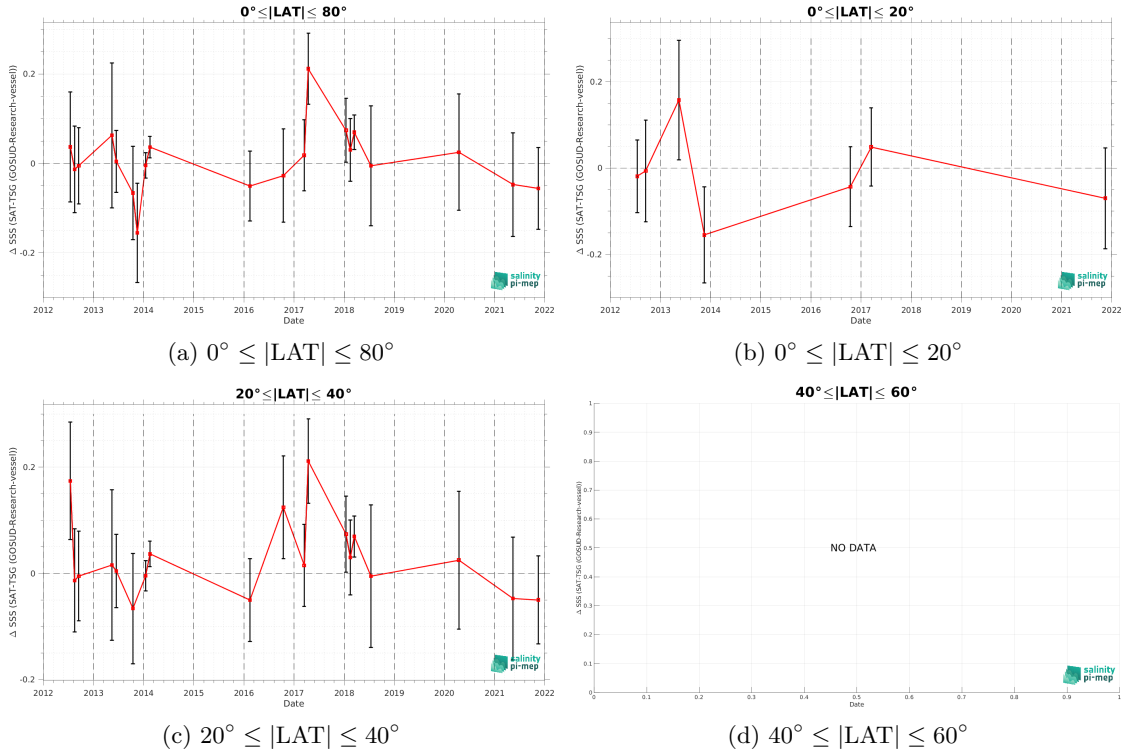 0°≤|LAT|≤ 80°
Δ SSS (SAT-TSG (GOSUD-Research-vessel))
0.2
0
-0.2
salinity
pi-mep
2012 2013 2014 2015 2016 2017 2018 2019 2020 2021 2022
Date
(a) 0° ≤ |LAT| ≤ 80°
0°≤|LAT|≤ 20°
Δ SSS (SAT-TSG (GOSUD-Research-vessel))
0.2
0
-0.2
salinity
pi-mep
2012 2013 2014 2015 2016 2017 2018 2019 2020 2021 2022
Date
(b) 0° ≤ |LAT| ≤ 20°
20°≤|LAT|≤ 40°
Δ SSS (SAT-TSG (GOSUD-Research-vessel))
0.2
0
-0.2
salinity
pi-mep
2012 2013 2014 2015 2016 2017 2018 2019 2020 2021 2022
Date
(c) 20° ≤ |LAT| ≤ 40°
40°≤|LAT|≤ 60°
Δ SSS (SAT-TSG (GOSUD-Research-vessel))
1
0.9
0.8
0.7
0.6
0.5
0.4
0.3
0.2
0.1
0
NO DATA
salinity
pi-mep
0 0.1 0.2 0.3 0.4 0.5 0.6 0.7 0.8 0.9 1
Date
(d) 40° ≤ |LAT| ≤ 60°